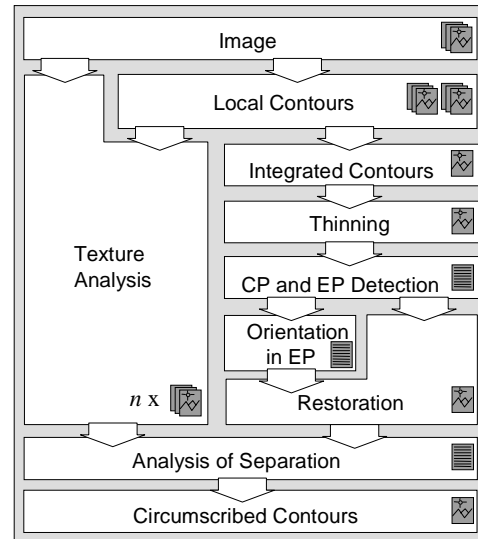 Image
Local Contours
Integrated Contours
Thinning
Texture
Analysis
CP and EP Detection
Orientation
in EP
n x
Restoration
Analysis of Separation
Circumscribed Contours